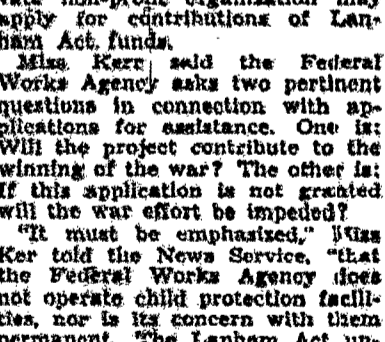 vate non-profit organization may
apply for contributions of Lan-
ham Act funds.
Miss Kerr said the Federal
Works Agency asks two pertinent
questions in connection with ap-
plications for assistance. One is:
Will the project contribute to the
winning of the war? The other is:
If this application is not granted
will the war effort be impeded?
"It must be emphasized," Miss
Ker told the News Service, "that
the Federal Works Agency does
not operate child protection facili-
ties, nor is its concern with them
permanent. The Lanham Act un-